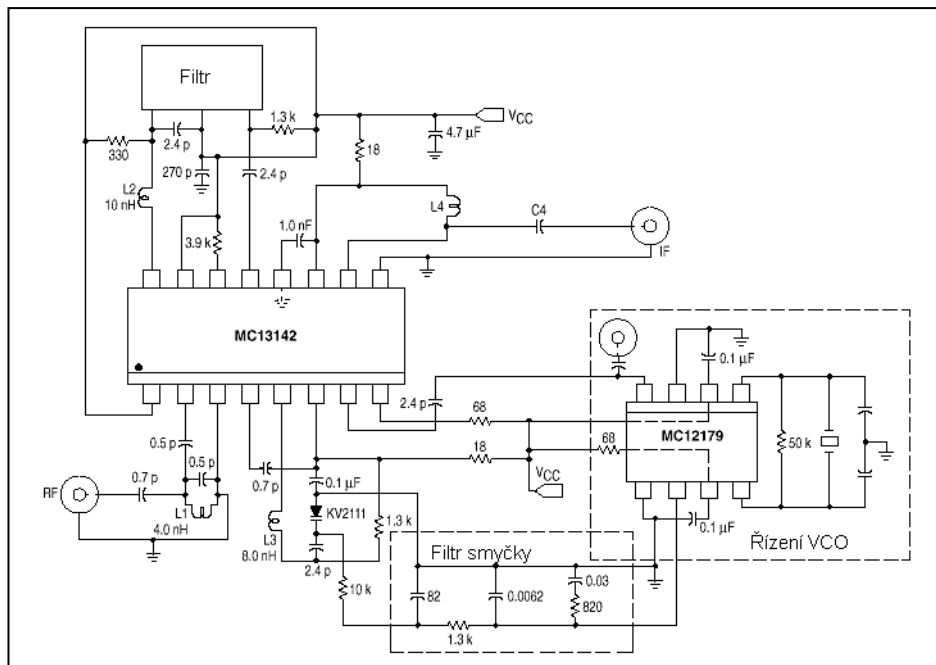 Filtr
1.3 k
VCC
2.4 p
4.7 µF
330
18
270 p
2.4 p
L2
10 nH
L4
C4
1.0 nF
3.9 k
IF
MC13142
0.1 µF
2.4 p
68
MC12179
0.5 p
68
50 k
18
0.5 p
0.7 p
VCC
RF
0.7 p
0.1 µF
L1
KV2111
0.1 µF
4.0 nH
L3
1.3 k
Řízení VCO
8.0 nH
2.4 p
Filtr smyčky
10 k
0.03
82
0.0062
820
1.3 k